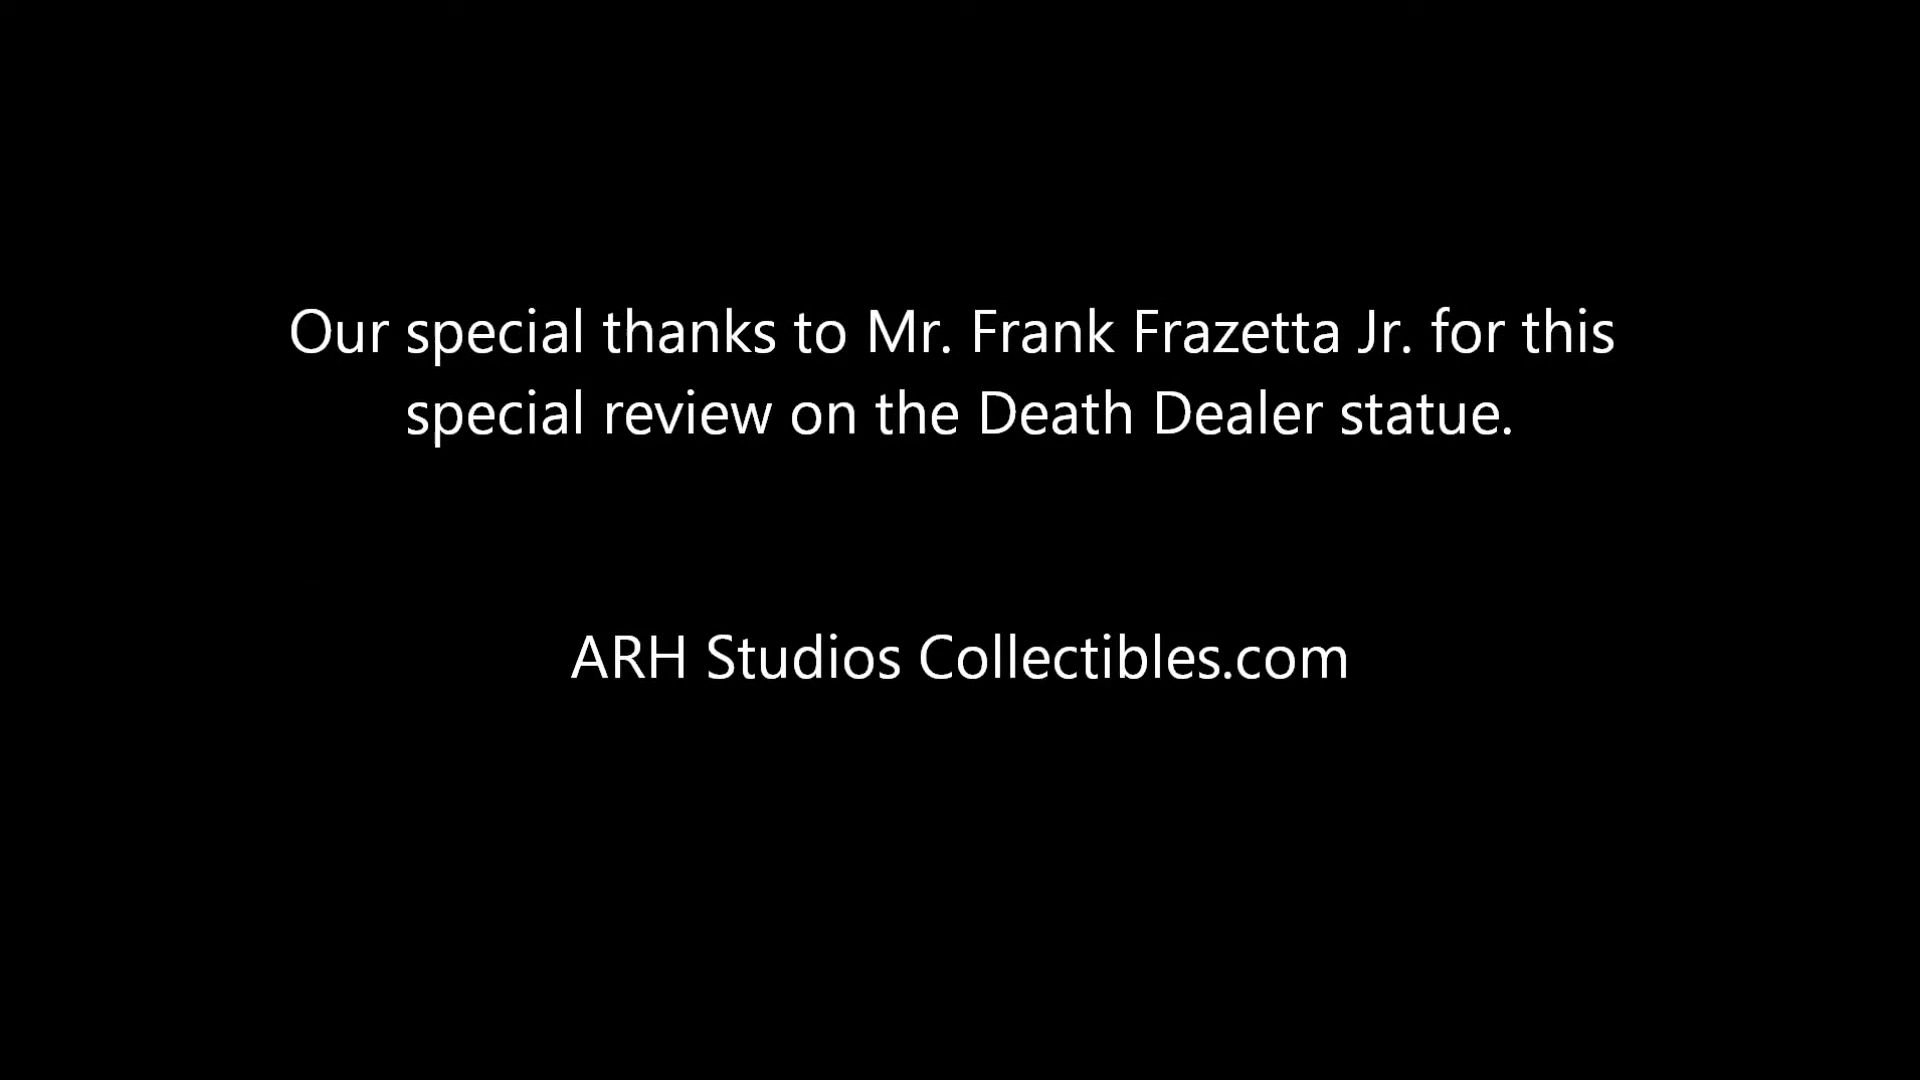 Our special thanks to Mr. Frank Frazetta Jr. for this
special review on the Death Dealer statue.
ARH Studios Collectibles.com